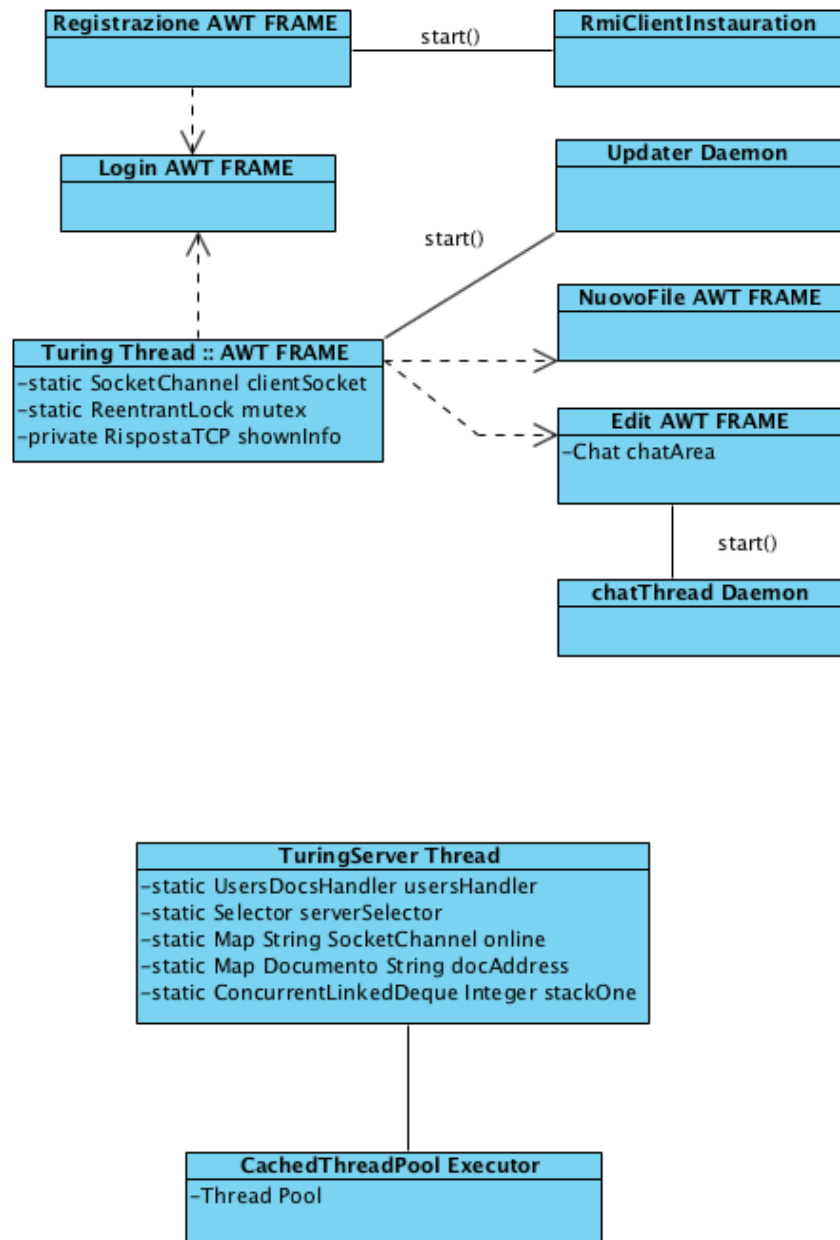 Registrazione AWT FRAME
start()
RmiClientInstauration
Login AWT FRAME
Updater Daemon
start()
NuovoFile AWT FRAME
Turing Thread :: AWT FRAME
-static SocketChannel clientSocket
-static ReentrantLock mutex
-private RispostaTCP shownInfo
Edit AWT FRAME
-Chat chatArea
start()
chatThread Daemon
TuringServer Thread
-static UsersDocsHandler usersHandler
-static Selector serverSelector
-static Map String SocketChannel online
-static Map Documento String docAddress
-static ConcurrentLinkedDeque Integer stackOne
CachedThreadPool Executor
-Thread Pool